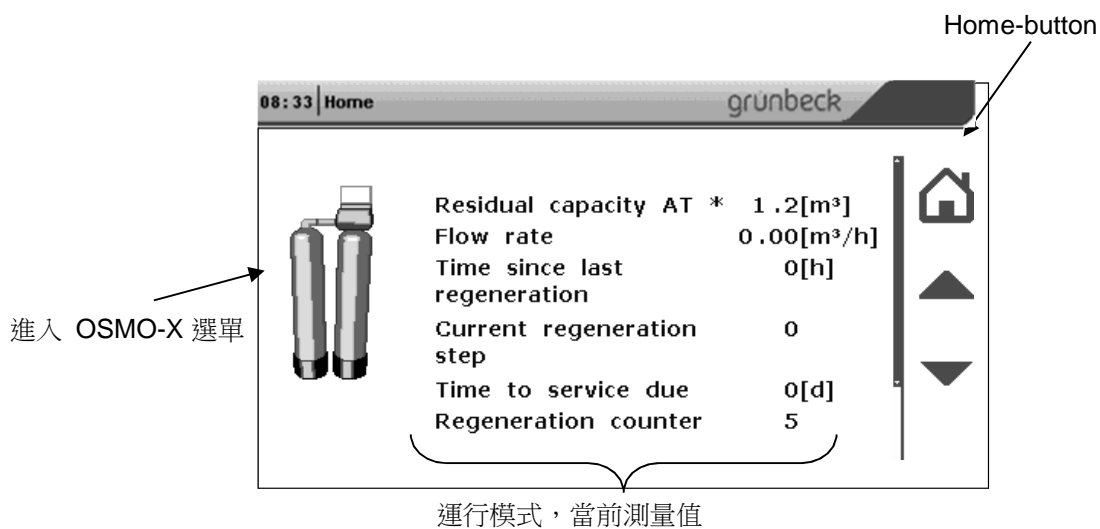 Home-button
08:33 Home
grünbeck
Residual capacity AT * 1.2[m³]
Flow rate 0.00[m³/h]
Time since last 0[h]
regeneration
進入 OSMO-X 選單
Current regeneration 0
step
Time to service due 0[d]
Regeneration counter 5
運行模式,當前測量值